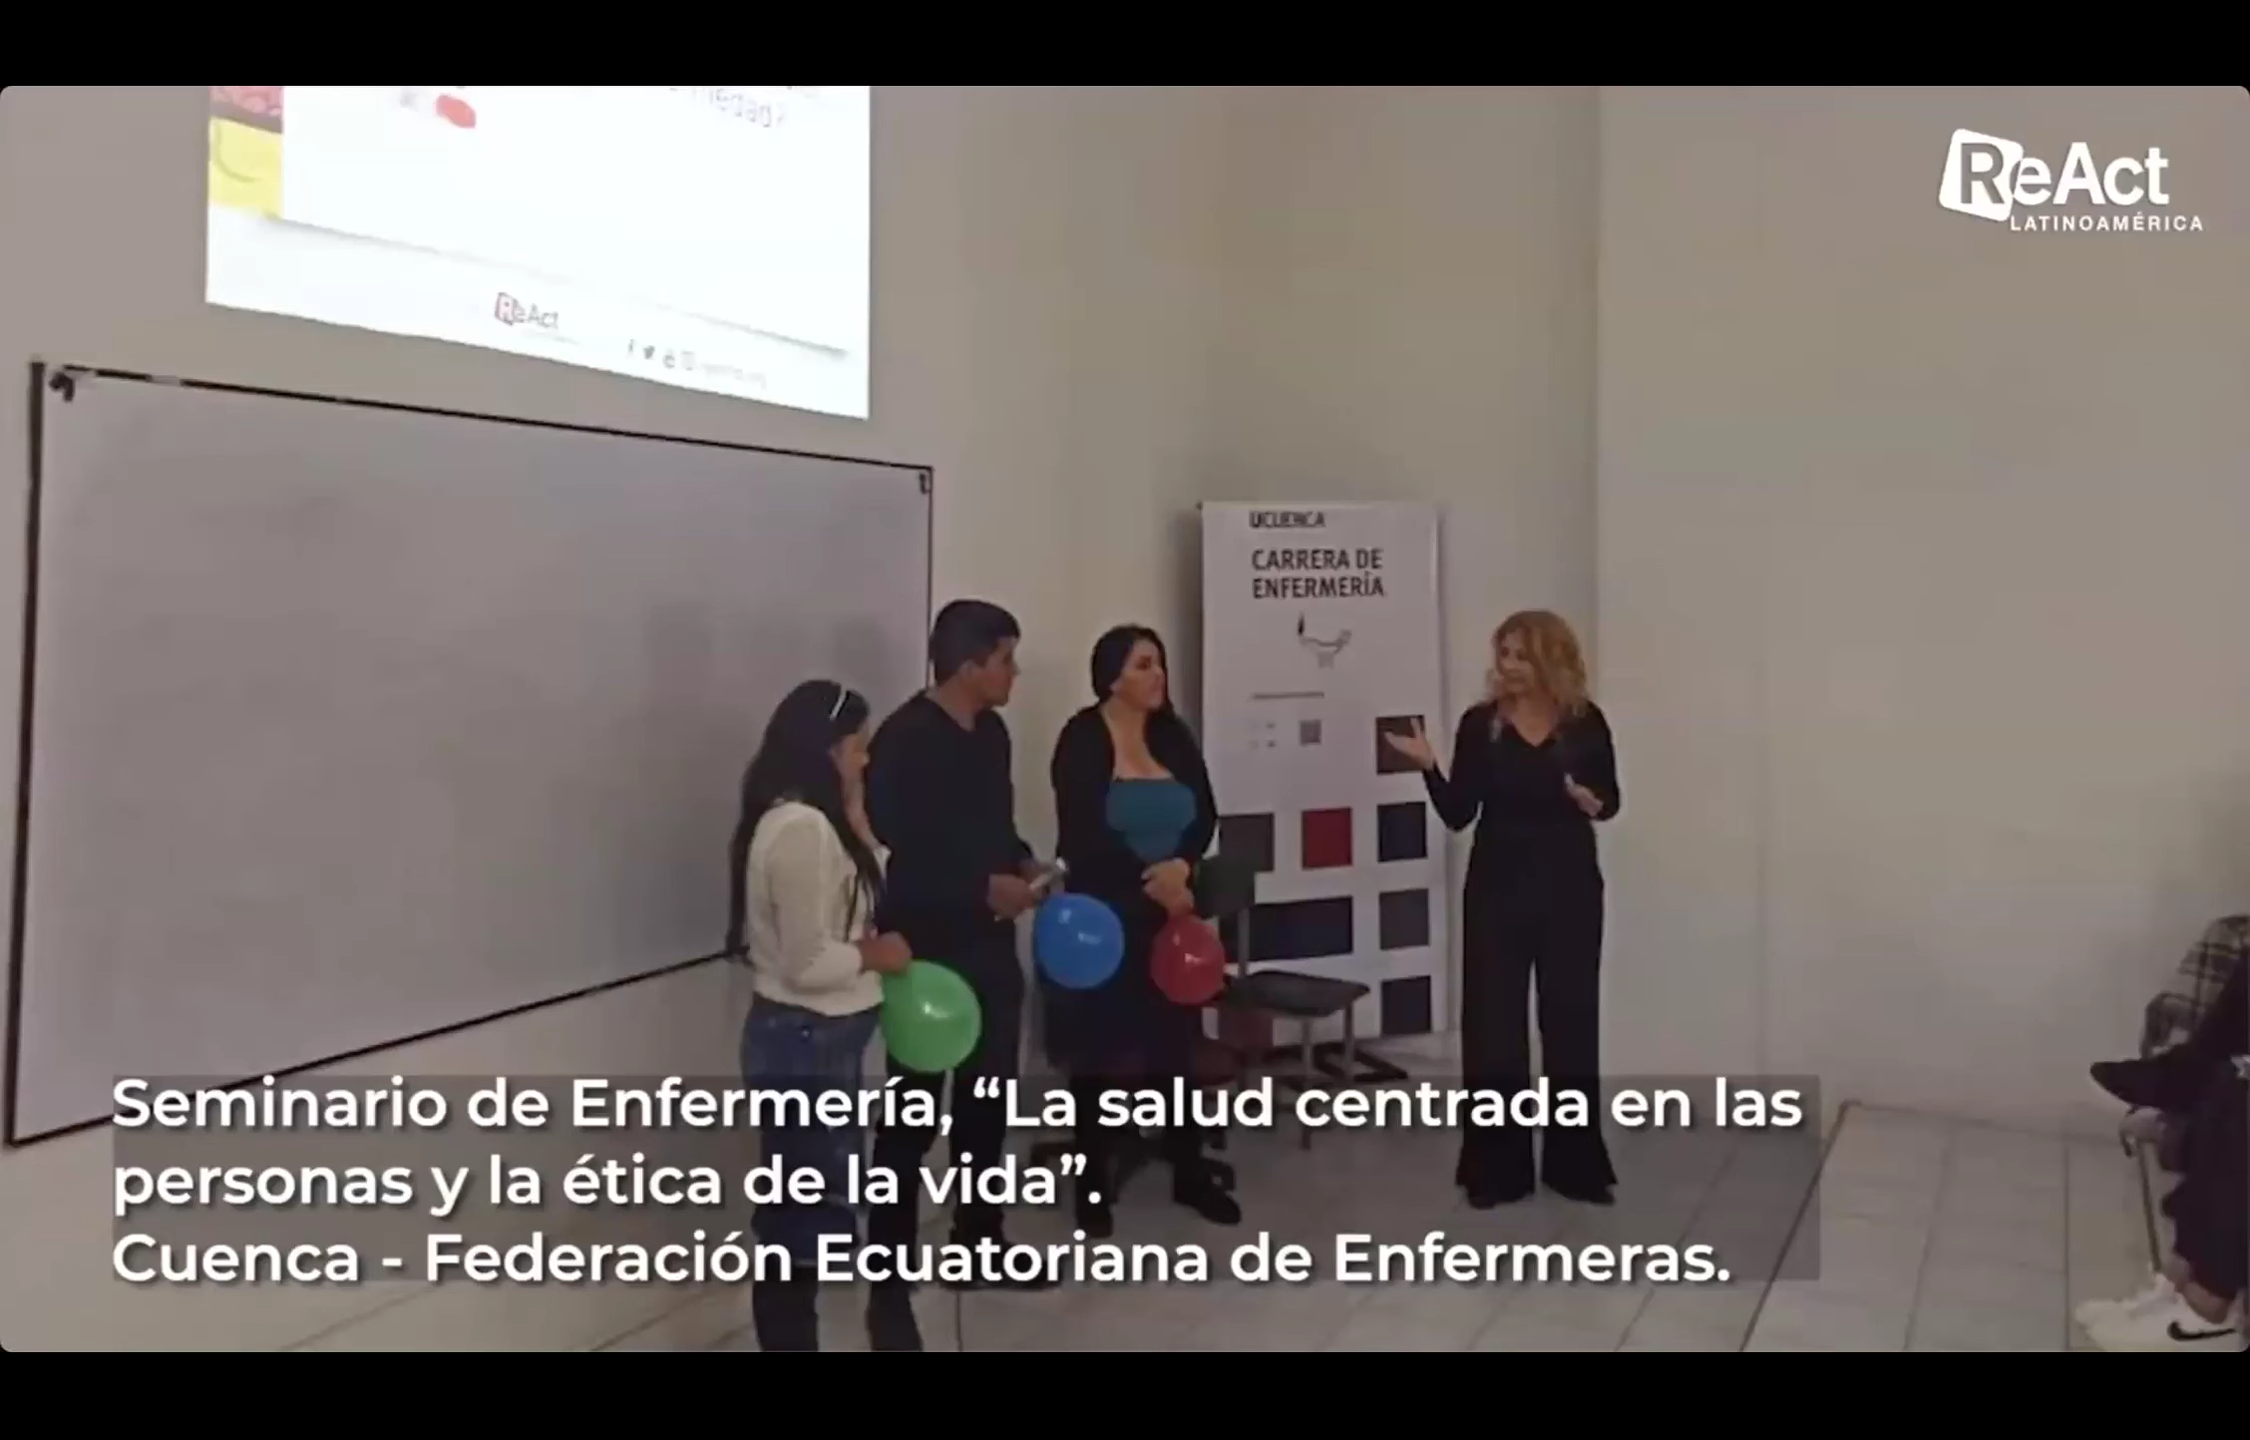 ReAct
LATINOAMÉRICA
ReAct
UCUENCA
CARRERA DE
ENFERMERÍA
Seminario de Enfermería, “La salud centrada en las
personas y la ética de la vida”.
Cuenca - Federación Ecuatoriana de Enfermeras.